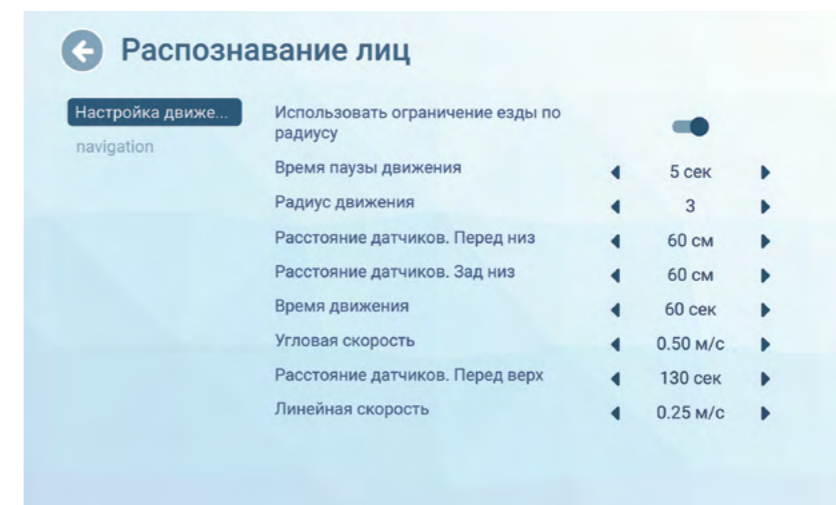 Распознавание лиц
Настройка движе...
navigation
Использовать ограничение езды по
радиусу
Время паузы движения 5 сек
Радиус движения 3
Расстояние датчиков. Перед низ 60 см
Расстояние датчиков. Зад низ 60 см
Время движения 60 сек
Угловая скорость 0.50 м/с
Расстояние датчиков. Перед верх 130 сек
Линейная скорость 0.25 м/с